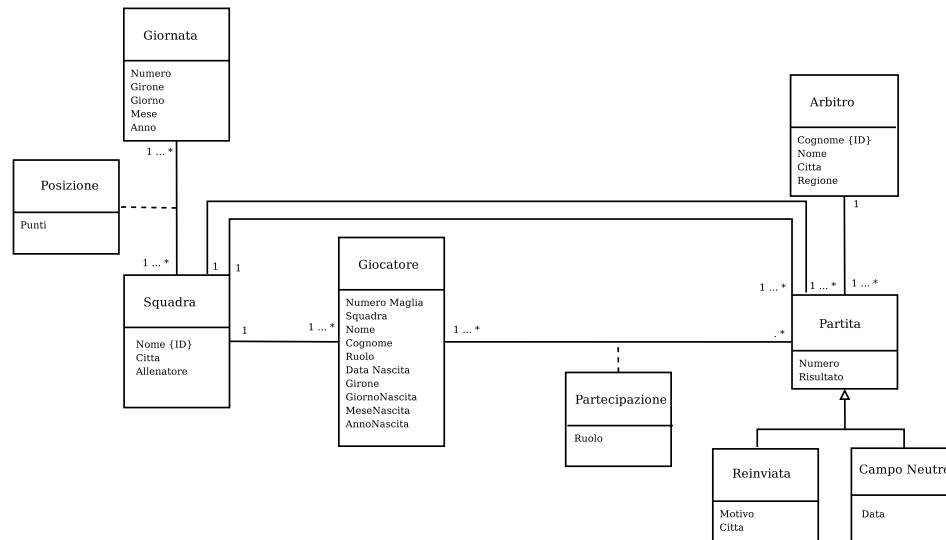 Giornata
Numero
Girone
Giorno
Mese
Anno
1 ... *
Posizione
Punti
1 ... *
Squadra
Nome {ID}
Citta
Allenatore
1
1
1
1 ... *
Giocatore
Numero Maglia
Squadra
Nome
Cognome
Ruolo
Data Nascita
Girone
GiornoNascita
MeseNascita
AnnoNascita
1 ... *
. *
Partecipazione
Ruolo
Arbitro
Cognome {ID}
Nome
Citta
Regione
1
1 ... *
1 ... *
1 ... *
Partita
Numero
Risultato
Reinviata
Motivo
Citta
Campo Neutro
Data